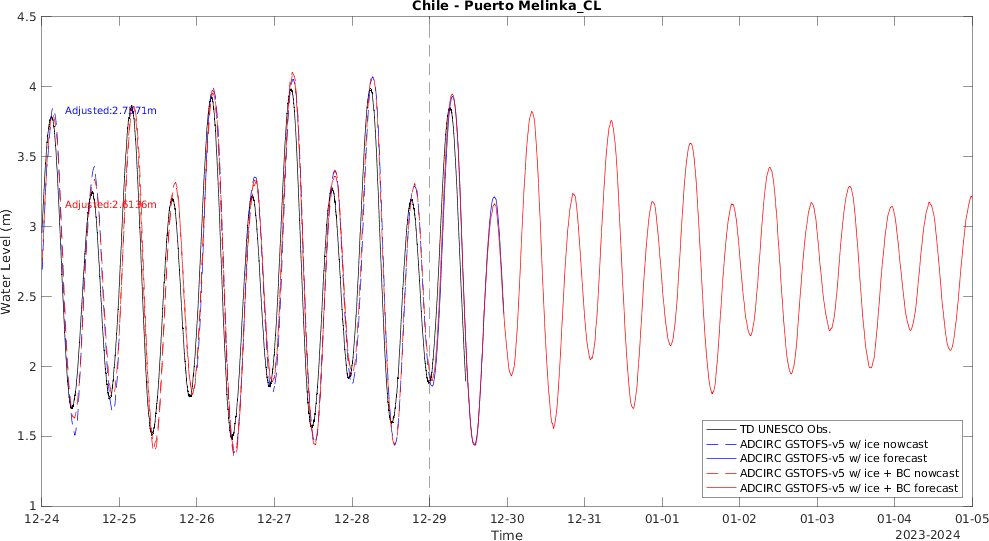 Chile - Puerto Melinka_CL
Water Level (m)
4.5
4
3.5
3
2.5
2
1.5
1
Adjusted:2.6136m
TD UNESCO Obs.
ADCIRC GSTOFS-v5 w/ ice nowcast
ADCIRC GSTOFS-v5 w/ ice forecast
ADCIRC GSTOFS-v5 w/ ice + BC nowcast
ADCIRC GSTOFS-v5 w/ ice + BC forecast
12-24 12-25 12-26 12-27 12-28 12-29 12-30 12-31 01-01 01-02 01-03 01-04 01-05
Time
2023-2024